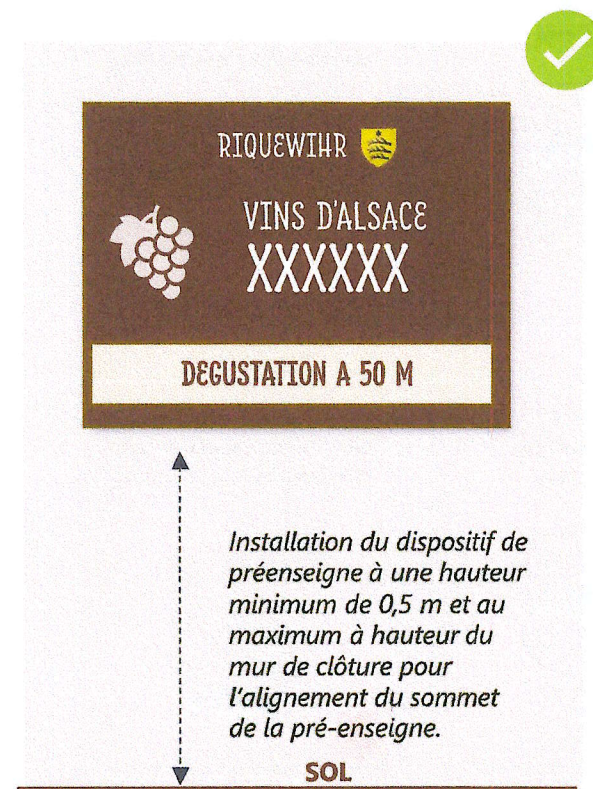 RIQUEWIHR
VINS D'ALSACE
XXXXXX
DEGUSTATION A 50 M
Installation du dispositif de
préenseigne à une hauteur
minimum de 0,5 m et au
maximum à hauteur du
mur de clôture pour
l'alignement du sommet
de la pré-enseigne.
SOL